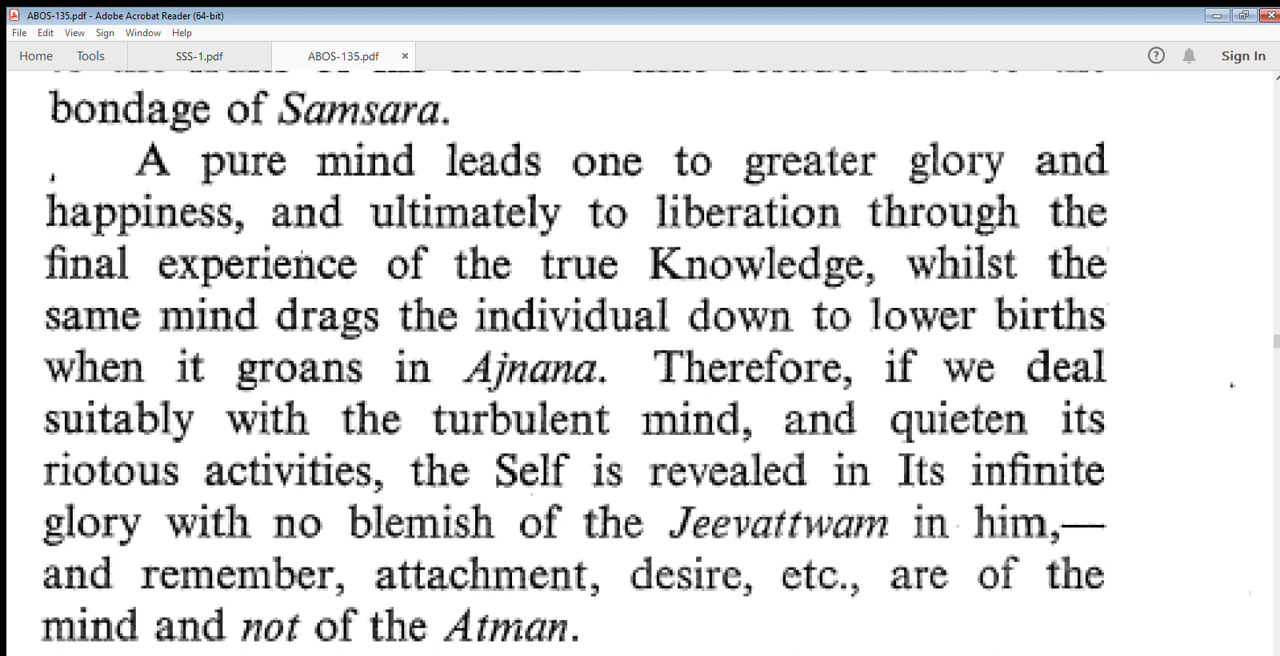 ABOS-135.pdf - Adobe Acrobat Reader (64-bit)
File Edit View Sign Window Help
Home Tools SSS-1.pdf ABOS-135.pdf × ? Sign In
bondage of Samsara.
A pure mind leads one to greater glory and
happiness, and ultimately to liberation through the
final experience of the true Knowledge, whilst the
same mind drags the individual down to lower births
when it groans in Ajnana. Therefore, if we deal
suitably with the turbulent mind, and quieten its
riotous activities, the Self is revealed in Its infinite
glory with no blemish of the Jeevattwam in him,—
and remember, attachment, desire, etc., are of the
mind and not of the Atman.